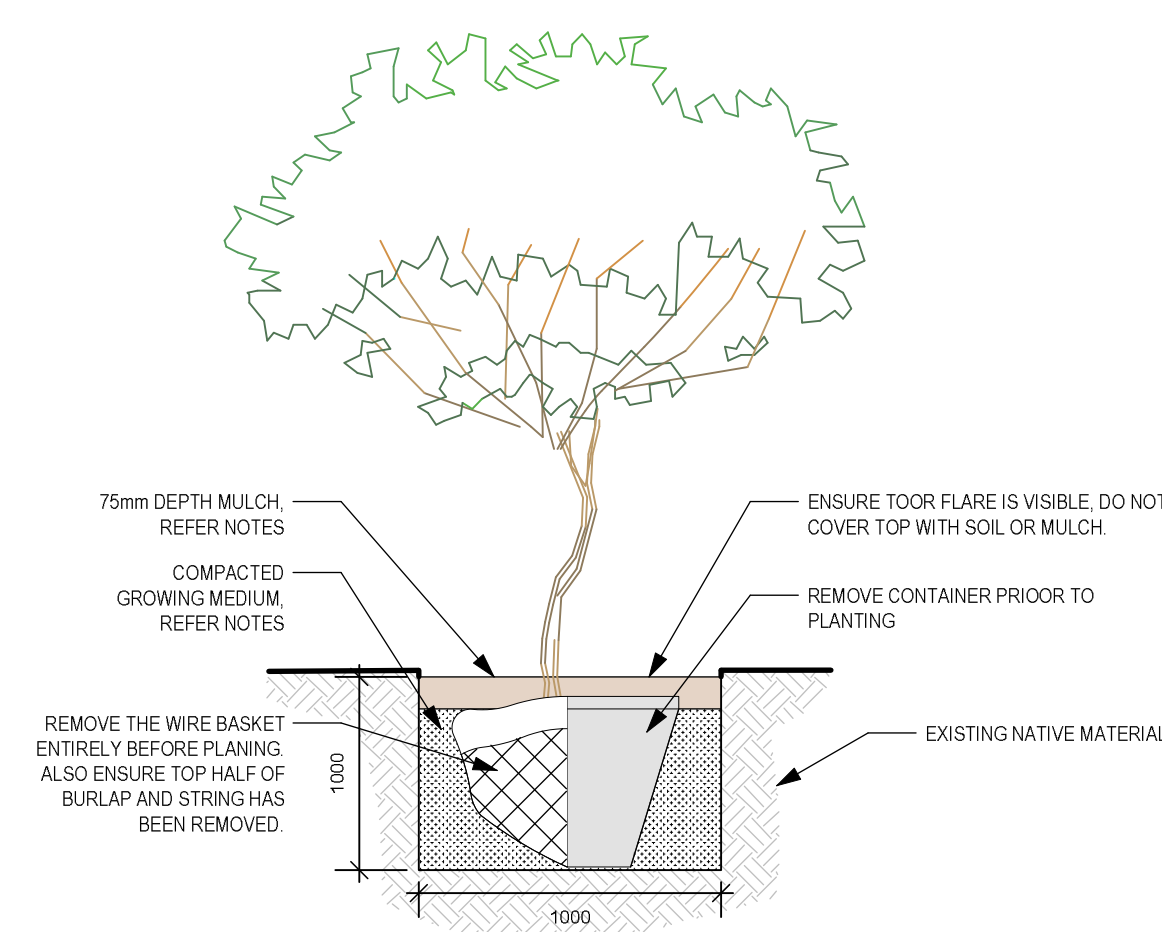 75mm DEPTH MULCH,
REFER NOTES
COMPACTED
GROWING MEDIUM,
REFER NOTES
REMOVE THE WIRE BASKET
ENTIRELY BEFORE PLANING.
ALSO ENSURE TOP HALF OF
BURLAP AND STRING HAS
BEEN REMOVED.
ENSURE TOOR FLARE IS VISIBLE, DO NOT
COVER TOP WITH SOIL OR MULCH.
REMOVE CONTAINER PRIOOR TO
PLANTING
EXISTING NATIVE MATERIAL
1000
1000